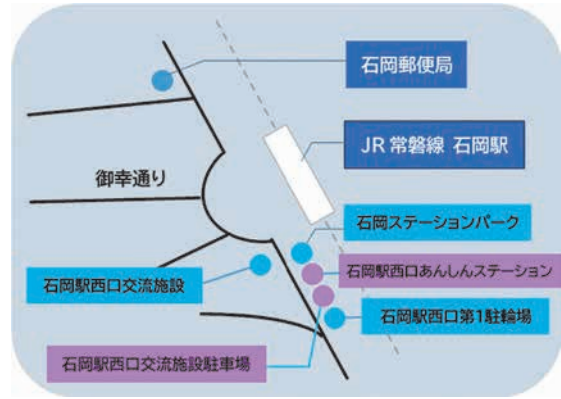 石岡郵便局
JR常磐線 石岡駅
御幸通り
石岡ステーションパーク
石岡駅西口あんしんステーション
石岡駅西口交流施設
石岡駅西口第1駐輪場
石岡駅西口交流施設駐車場